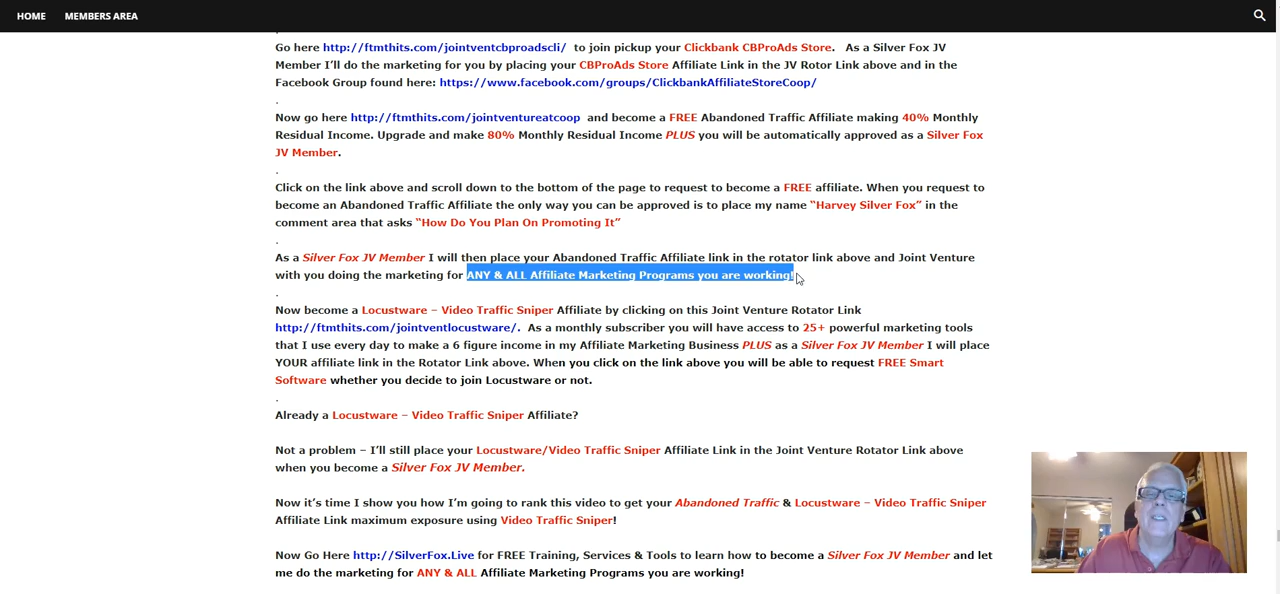 HOME MEMBERS AREA
Go here http://ftmthits.com/jointventcbproadscli/ to join pickup your Clickbank CBProAds Store. As a Silver Fox JV
Member I'll do the marketing for you by placing your CBProAds Store Affiliate Link in the JV Rotor Link above and in the
Facebook Group found here: https://www.facebook.com/groups/ClickbankAffiliateStoreCoop/
.
Now go here http://ftmthits.com/jointventureatcoop and become a FREE Abandoned Traffic Affiliate making 40% Monthly
Residual Income. Upgrade and make 80% Monthly Residual Income PLUS you will be automatically approved as a Silver Fox
JV Member.
.
Click on the link above and scroll down to the bottom of the page to request to become a FREE affiliate. When you request to
become an Abandoned Traffic Affiliate the only way you can be approved is to place my name “Harvey Silver Fox” in the
comment area that asks “How Do You Plan On Promoting It”
.
As a Silver Fox JV Member I will then place your Abandoned Traffic Affiliate link in the rotator link above and Joint Venture
with you doing the marketing for ANY & ALL Affiliate Marketing Programs you are working!
.
Now become a Locustware – Video Traffic Sniper Affiliate by clicking on this Joint Venture Rotator Link
http://ftmthits.com/jointventlocustware/. As a monthly subscriber you will have access to 25+ powerful marketing tools
that I use every day to make a 6 figure income in my Affiliate Marketing Business PLUS as a Silver Fox JV Member I will place
YOUR affiliate link in the Rotator Link above. When you click on the link above you will be able to request FREE Smart
Software whether you decide to join Locustware or not.
.
Already a Locustware – Video Traffic Sniper Affiliate?
Not a problem – I'll still place your Locustware/Video Traffic Sniper Affiliate Link in the Joint Venture Rotator Link above
when you become a Silver Fox JV Member.
Now it's time I show you how I'm going to rank this video to get your Abandoned Traffic & Locustware – Video Traffic Sniper
Affiliate Link maximum exposure using Video Traffic Sniper!
Now Go Here http://SilverFox.Live for FREE Training, Services & Tools to learn how to become a Silver Fox JV Member and let
me do the marketing for ANY & ALL Affiliate Marketing Programs you are working!